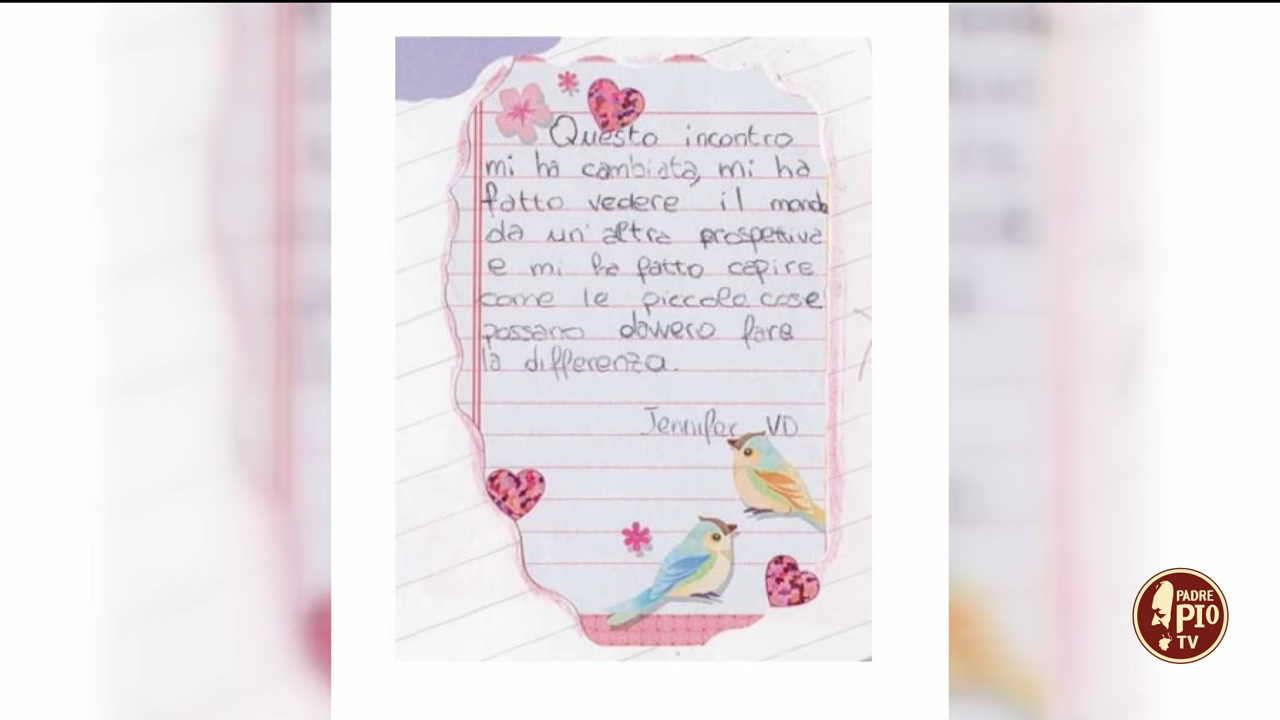 Questo incontro
mi ha cambiata, mi ha
fatto vedere il mondo
da un'altra prospettiva
e mi ha fatto capire
come le piccole cose
possano davvero fare
la differenza.
Jennifer VD
PADRE
PIO
TV